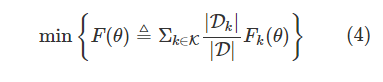 min { F(θ) ≜ Σ_{k∈𝒦} |𝒟_k| / |𝒟| F_k(θ) } (4)